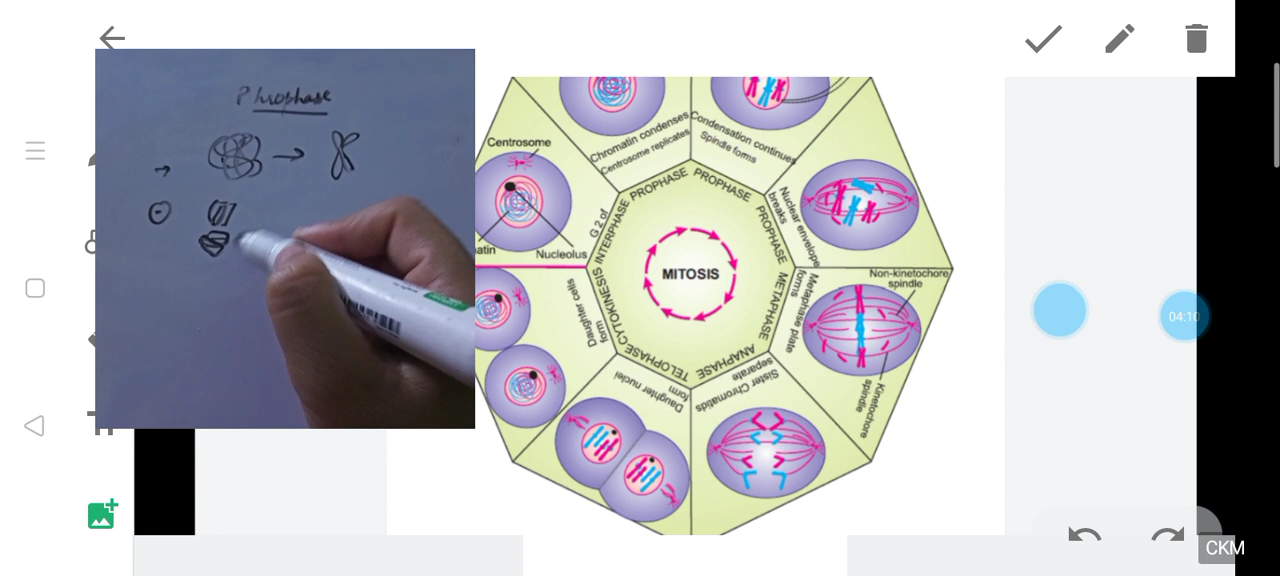 Phrophase
Centrosome
Chromatin condenses
Centrosome replicates
Condensation continues
Spindle forms
Nuclear envelope
breaks
Non-kinetochore
spindle
Metaphase plate
forms
Kinetochore
spindle
Sister Chromatids
separate
Daughter nuclei
form
Daughter cells
form
G 2 of
Nucleolus
atin
INTERPHASE
PROPHASE
PROPHASE
PROPHASE
METAPHASE
ANAPHASE
TELOPHASE
CYTOKINESIS
MITOSIS
04:10
CKM